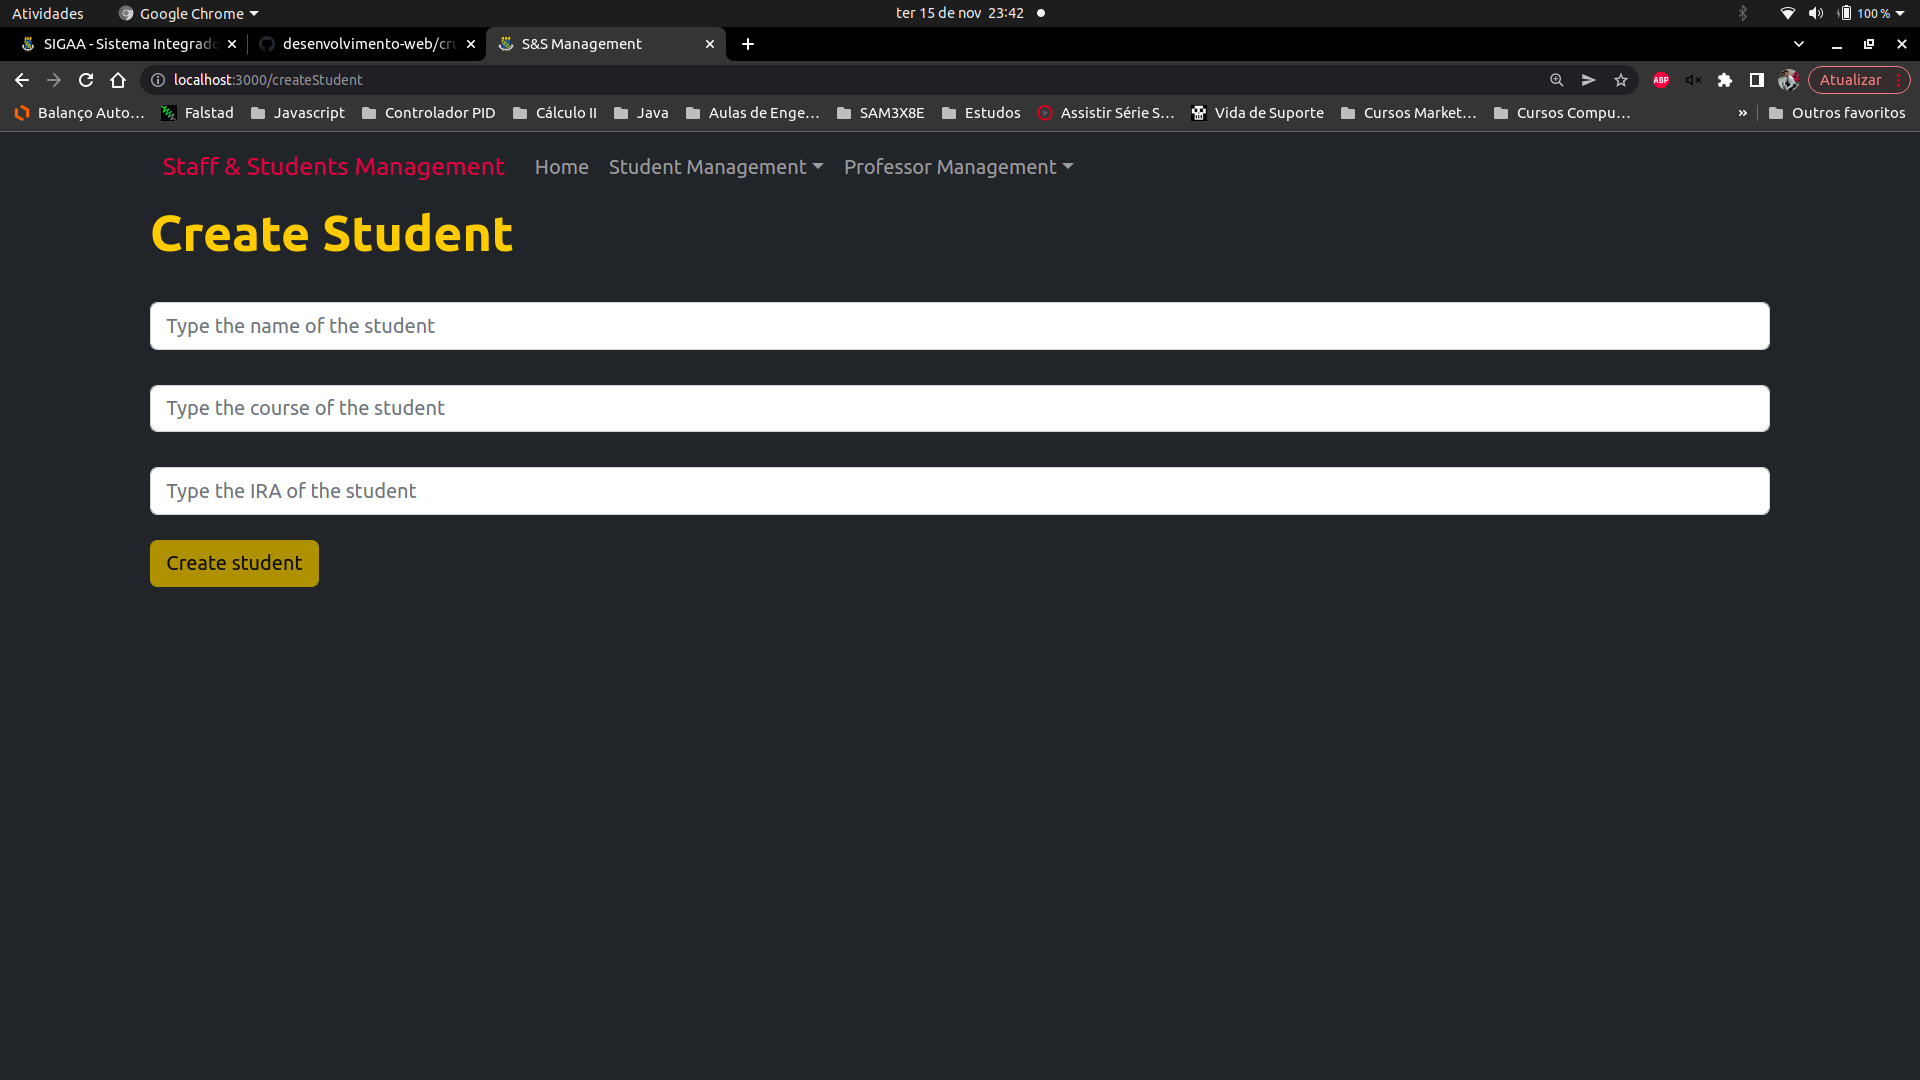 Atividades Google Chrome ter 15 de nov 23:42 100 %
SIGAA - Sistema Integrado desenvolvimento-web/cru S&S Management
localhost:3000/createStudent ABP Atualizar
Balanço Auto... Falstad Javascript Controlador PID Cálculo II Java Aulas de Enge... SAM3X8E Estudos Assistir Série S... Vida de Suporte Cursos Market... Cursos Compu... » Outros favoritos
Staff & Students Management Home Student Management Professor Management
Create Student
Type the name of the student
Type the course of the student
Type the IRA of the student
Create student